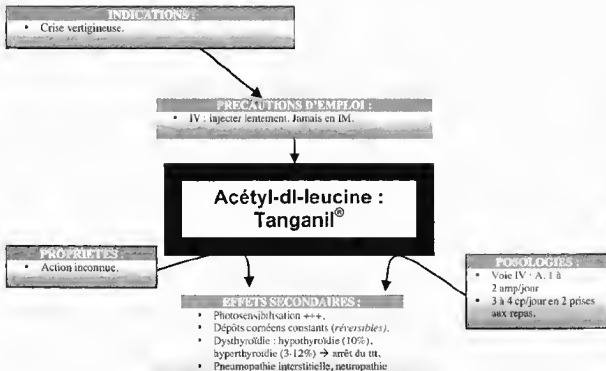 INDICATIONS :
• Crise vertigineuse.
PRECAUTIONS D'EMPLOI :
• IV : injecter lentement. Jamais en IM.
Acétyl-dl-leucine :
Tanganil®
PROPRIETES
• Action inconnue.
POSOLOGIES :
• Voie IV : A, 1 à
2 amp/jour
• 3 à 4 cp/jour en 2 prises
aux repas.
EFFETS SECONDAIRES :
• Photosensibilisation +++.
• Dépôts cornéens constants (réversibles).
• Dysthyroïdie : hypothyroïdie (10%),
hyperthyroïdie (3-12%) → arrêt du ttt.
• Pneumopathie interstitielle, neuropathie